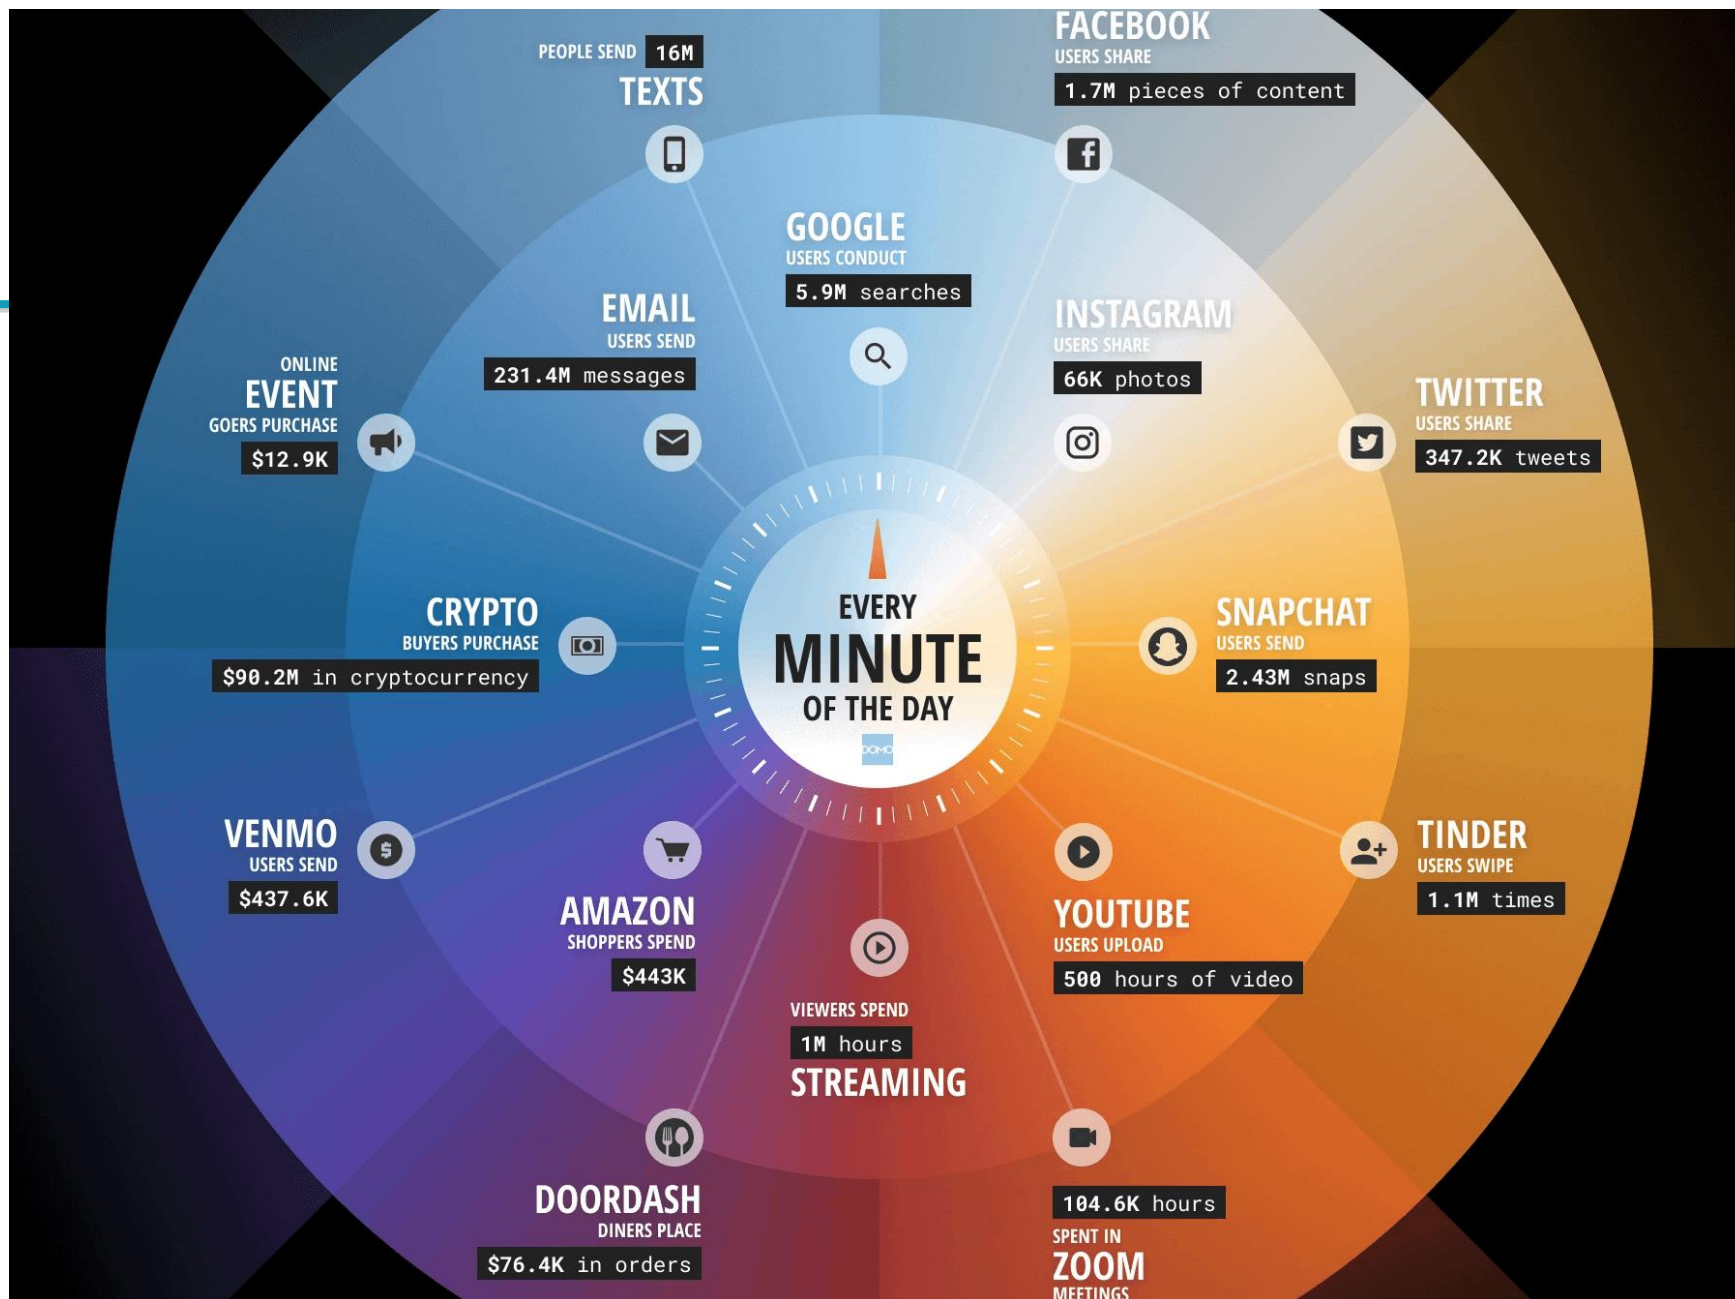 PEOPLE SEND 16M
TEXTS
FACEBOOK
USERS SHARE
1.7M pieces of content
GOOGLE
USERS CONDUCT
5.9M searches
EMAIL
USERS SEND
231.4M messages
INSTAGRAM
USERS SHARE
66K photos
ONLINE
EVENT
GOERS PURCHASE
$12.9K
TWITTER
USERS SHARE
347.2K tweets
CRYPTO
BUYERS PURCHASE
$90.2M in cryptocurrency
EVERY
MINUTE
OF THE DAY
DOMO
SNAPCHAT
USERS SEND
2.43M snaps
VENMO
USERS SEND
$437.6K
AMAZON
SHOPPERS SPEND
$443K
VIEWERS SPEND
1M hours
STREAMING
YOUTUBE
USERS UPLOAD
500 hours of video
TINDER
USERS SWIPE
1.1M times
DOORDASH
DINERS PLACE
$76.4K in orders
104.6K hours
SPENT IN
ZOOM
MEETINGS